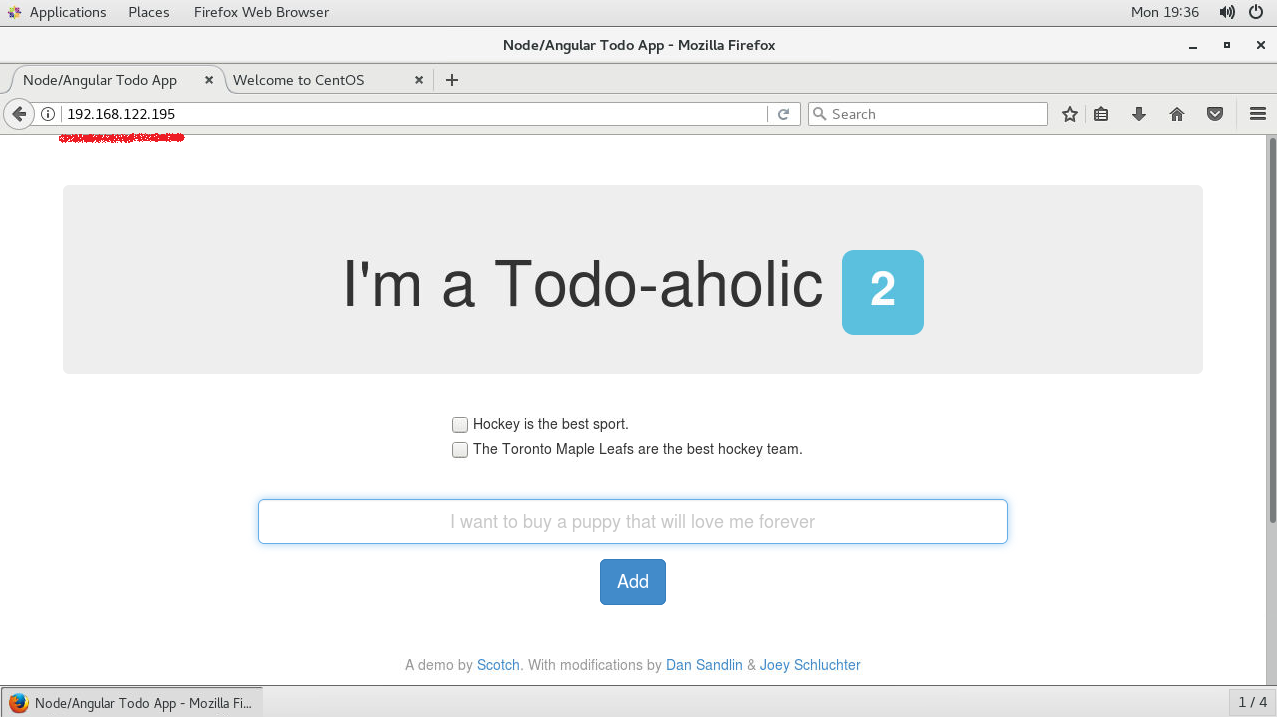 Applications Places Firefox Web Browser Mon 19:36
Node/Angular Todo App - Mozilla Firefox
Node/Angular Todo App Welcome to CentOS
192.168.122.195 Search
I'm a Todo-aholic 2
Hockey is the best sport.
The Toronto Maple Leafs are the best hockey team.
I want to buy a puppy that will love me forever
Add
A demo by Scotch. With modifications by Dan Sandlin & Joey Schluchter
Node/Angular Todo App - Mozilla Fi... 1 / 4